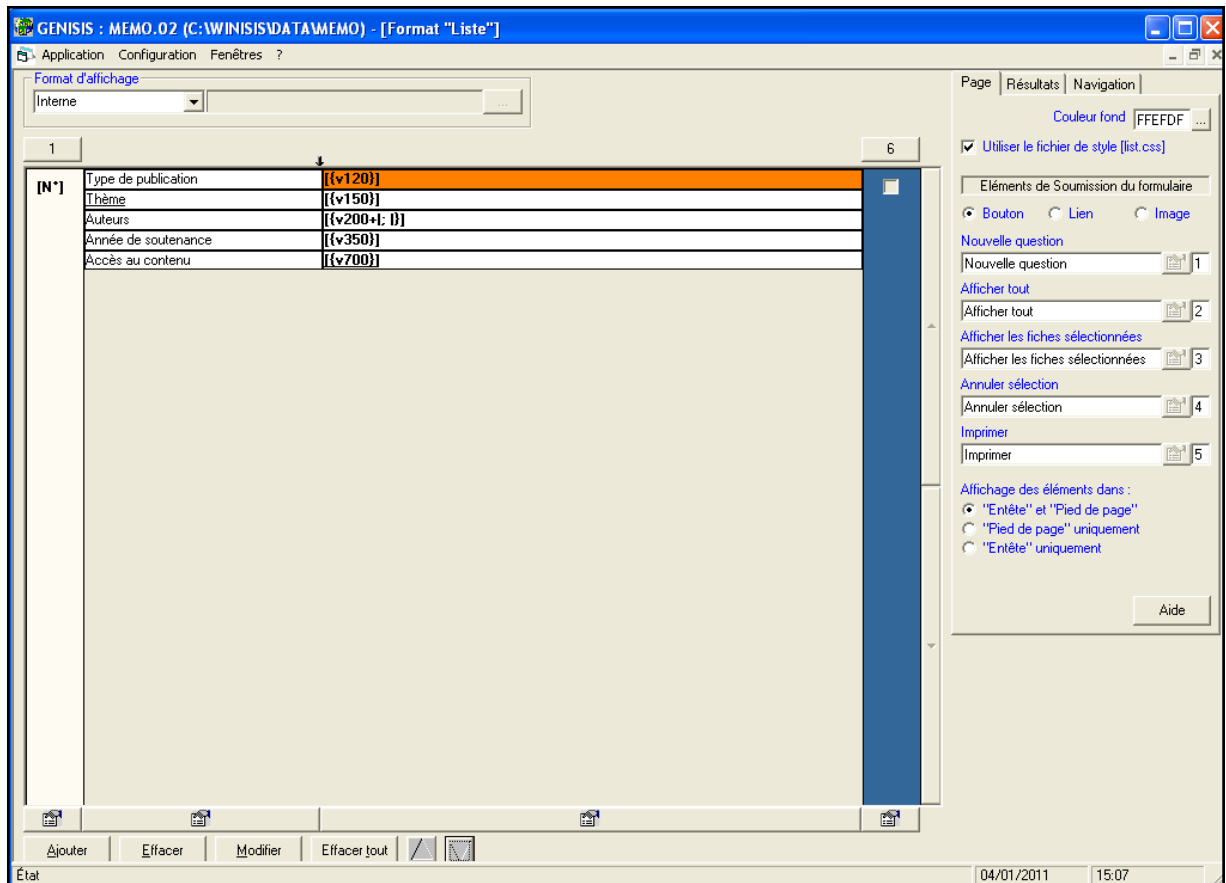 GENISIS : MEMO.02 (C:\WINISIS\DATA\MEMO) - [Format "Liste"]
Application Configuration Fenêtres ?
Format d'affichage
Interne ...
1 6
[N°]
Type de publication [{v120}]
Thème [{v150}]
Auteurs [{v200+|; |}]
Année de soutenance [{v350}]
Accès au contenu [{v700}]
Page Résultats Navigation
Couleur fond FFEFDF ...
Utiliser le fichier de style [list.css]
Eléments de Soumission du formulaire
Bouton Lien Image
Nouvelle question
Nouvelle question 1
Afficher tout
Afficher tout 2
Afficher les fiches sélectionnées
Afficher les fiches sélectionnées 3
Annuler sélection
Annuler sélection 4
Imprimer
Imprimer 5
Affichage des éléments dans :
"Entête" et "Pied de page"
"Pied de page" uniquement
"Entête" uniquement
Aide
Ajouter Effacer Modifier Effacer tout
État 04/01/2011 15:07